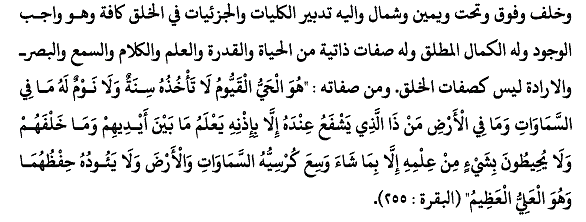 وخلف وفوق وتحت ويمين وشمال واليه تدبير الكليات والجزئيات في الخلق كافة وهو واجب
الوجود وله الكمال المطلق وله صفات ذاتية من الحياة والقدرة والعلم والكلام والسمع والبصر
والارادة ليس كصفات الخلق. ومن صفاته : "هُوَ الْحَيُّ الْقَيُّومُ لَا تَأْخُذُهُ سِنَةٌ وَلَا نَوْمٌ لَهُ مَا فِي
السَّمَاوَاتِ وَمَا فِي الْأَرْضِ مَنْ ذَا الَّذِي يَشْفَعُ عِنْدَهُ إِلَّا بِإِذْنِهِ يَعْلَمُ مَا بَيْنَ أَيْدِيهِمْ وَمَا خَلْفَهُمْ
وَلَا يُحِيطُونَ بِشَيْءٍ مِنْ عِلْمِهِ إِلَّا بِمَا شَاءَ وَسِعَ كُرْسِيُّهُ السَّمَاوَاتِ وَالْأَرْضَ وَلَا يَئُودُهُ حِفْظُهُمَا
وَهُوَ الْعَلِيُّ الْعَظِيمُ" (البقرة : ٢٥٥).